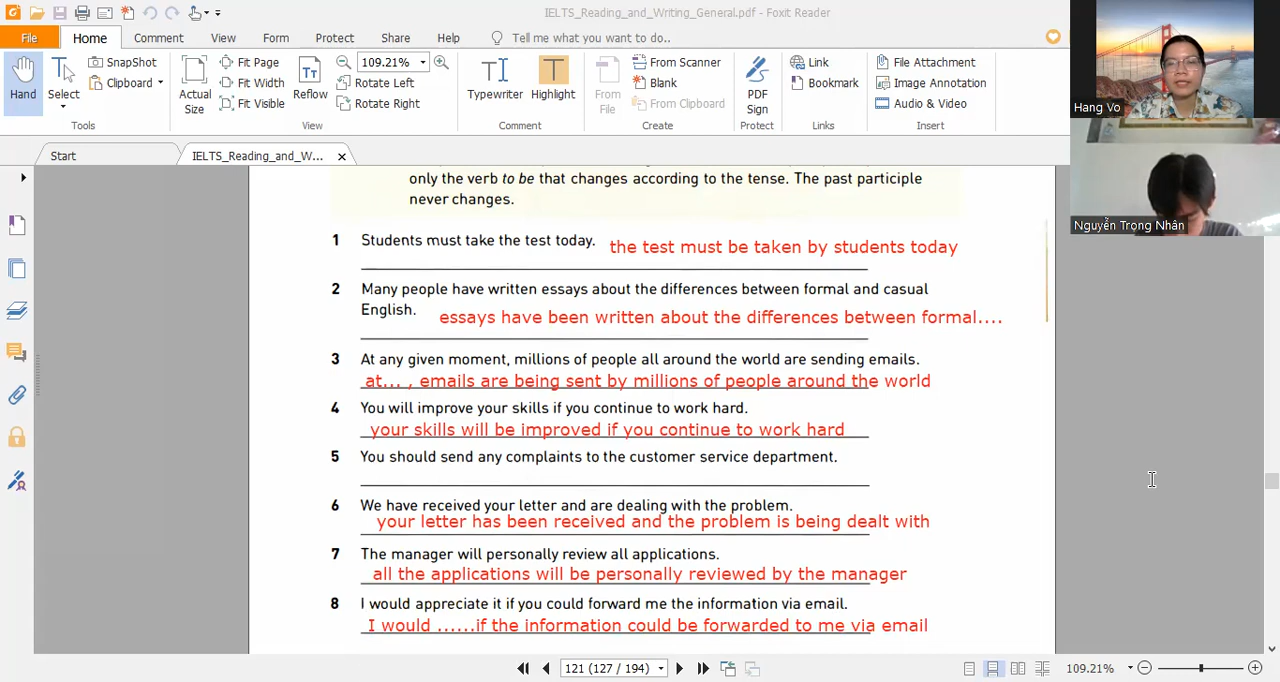 IELTS_Reading_and_Writing_General.pdf - Foxit Reader
File Home Comment View Form Protect Share Help Tell me what you want to do..
Hand
Select
SnapShot
Clipboard
Actual Size
Fit Page
Fit Width
Fit Visible
Reflow
109.21%
Rotate Left
Rotate Right
Typewriter
Highlight
From File
From Scanner
Blank
From Clipboard
PDF Sign
Link
Bookmark
File Attachment
Image Annotation
Audio & Video
Tools View Comment Create Protect Links Insert
Hang Vo
Nguyễn Trọng Nhân
Start IELTS_Reading_and_W...
only the verb to be that changes according to the tense. The past participle
never changes.
1 Students must take the test today. the test must be taken by students today
2 Many people have written essays about the differences between formal and casual
English. essays have been written about the differences between formal....
3 At any given moment, millions of people all around the world are sending emails.
at... , emails are being sent by millions of people around the world
4 You will improve your skills if you continue to work hard.
your skills will be improved if you continue to work hard
5 You should send any complaints to the customer service department.
6 We have received your letter and are dealing with the problem.
your letter has been received and the problem is being dealt with
7 The manager will personally review all applications.
all the applications will be personally reviewed by the manager
8 I would appreciate it if you could forward me the information via email.
I would ......if the information could be forwarded to me via email
121 (127 / 194)
109.21%